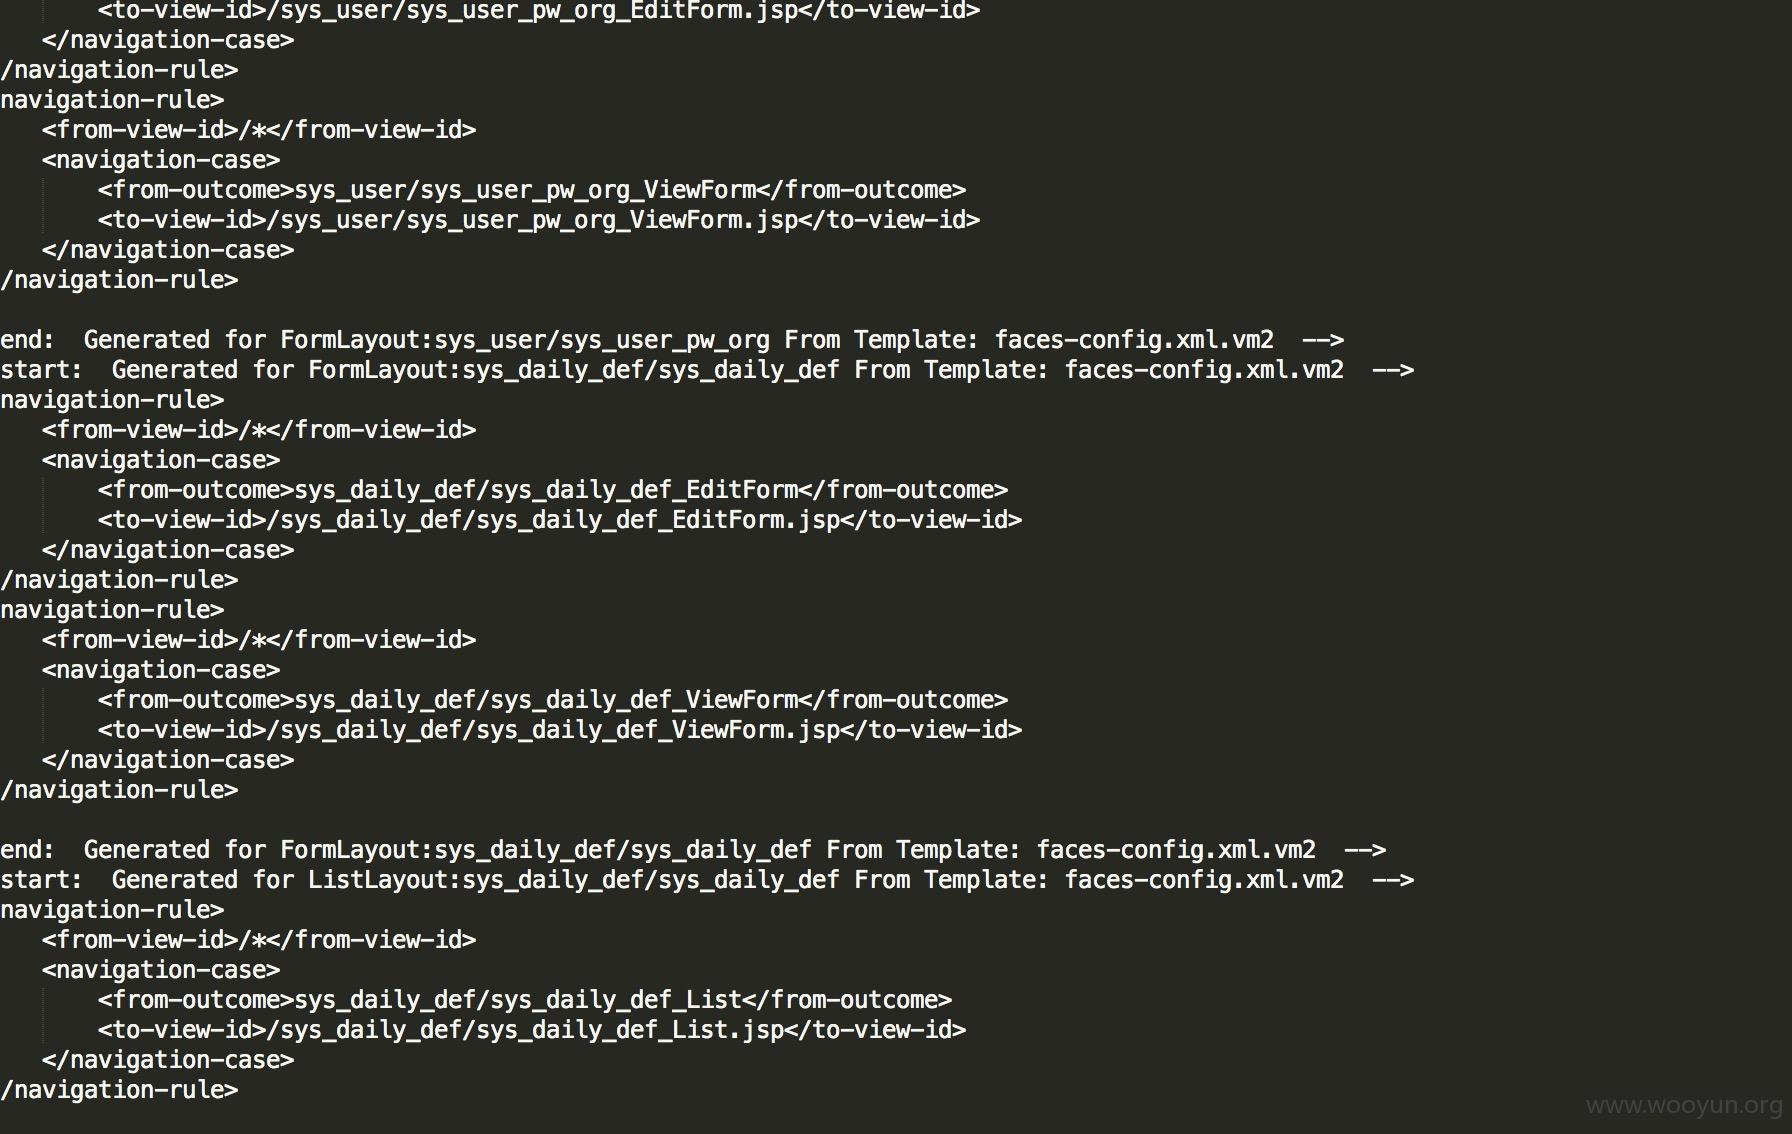 <to-view-id>/sys_user/sys_user_pw_org_EditForm.jsp</to-view-id>
    </navigation-case>
/navigation-rule>
navigation-rule>
    <from-view-id>/*</from-view-id>
    <navigation-case>
        <from-outcome>sys_user/sys_user_pw_org_ViewForm</from-outcome>
        <to-view-id>/sys_user/sys_user_pw_org_ViewForm.jsp</to-view-id>
    </navigation-case>
/navigation-rule>
end:  Generated for FormLayout:sys_user/sys_user_pw_org From Template: faces-config.xml.vm2  -->
start:  Generated for FormLayout:sys_daily_def/sys_daily_def From Template: faces-config.xml.vm2  -->
navigation-rule>
    <from-view-id>/*</from-view-id>
    <navigation-case>
        <from-outcome>sys_daily_def/sys_daily_def_EditForm</from-outcome>
        <to-view-id>/sys_daily_def/sys_daily_def_EditForm.jsp</to-view-id>
    </navigation-case>
/navigation-rule>
navigation-rule>
    <from-view-id>/*</from-view-id>
    <navigation-case>
        <from-outcome>sys_daily_def/sys_daily_def_ViewForm</from-outcome>
        <to-view-id>/sys_daily_def/sys_daily_def_ViewForm.jsp</to-view-id>
    </navigation-case>
/navigation-rule>
end:  Generated for FormLayout:sys_daily_def/sys_daily_def From Template: faces-config.xml.vm2  -->
start:  Generated for ListLayout:sys_daily_def/sys_daily_def From Template: faces-config.xml.vm2  -->
navigation-rule>
    <from-view-id>/*</from-view-id>
    <navigation-case>
        <from-outcome>sys_daily_def/sys_daily_def_List</from-outcome>
        <to-view-id>/sys_daily_def/sys_daily_def_List.jsp</to-view-id>
    </navigation-case>
/navigation-rule>
www.wooyun.org